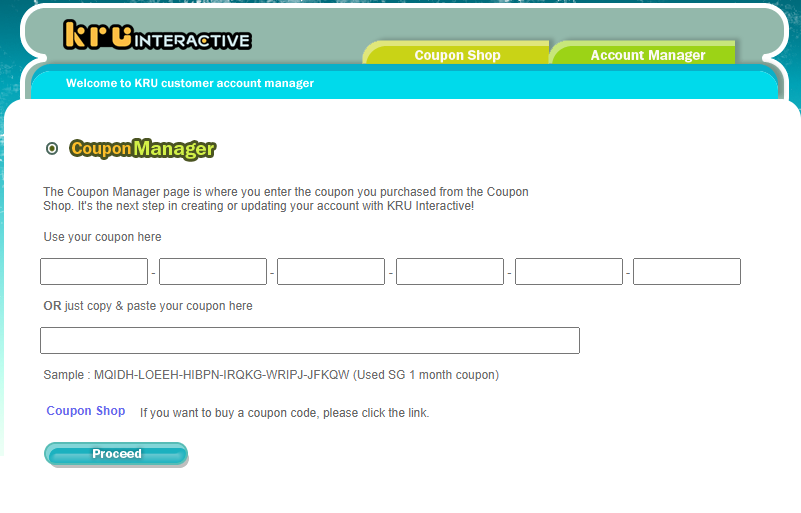 kru INTERACTIVE
Coupon Shop
Account Manager
Welcome to KRU customer account manager
Coupon Manager
The Coupon Manager page is where you enter the coupon you purchased from the Coupon
Shop. It's the next step in creating or updating your account with KRU Interactive!
Use your coupon here
- - - - -
OR just copy & paste your coupon here
Sample : MQIDH-LOEEH-HIBPN-IRQKG-WRIPJ-JFKQW (Used SG 1 month coupon)
Coupon Shop If you want to buy a coupon code, please click the link.
Proceed